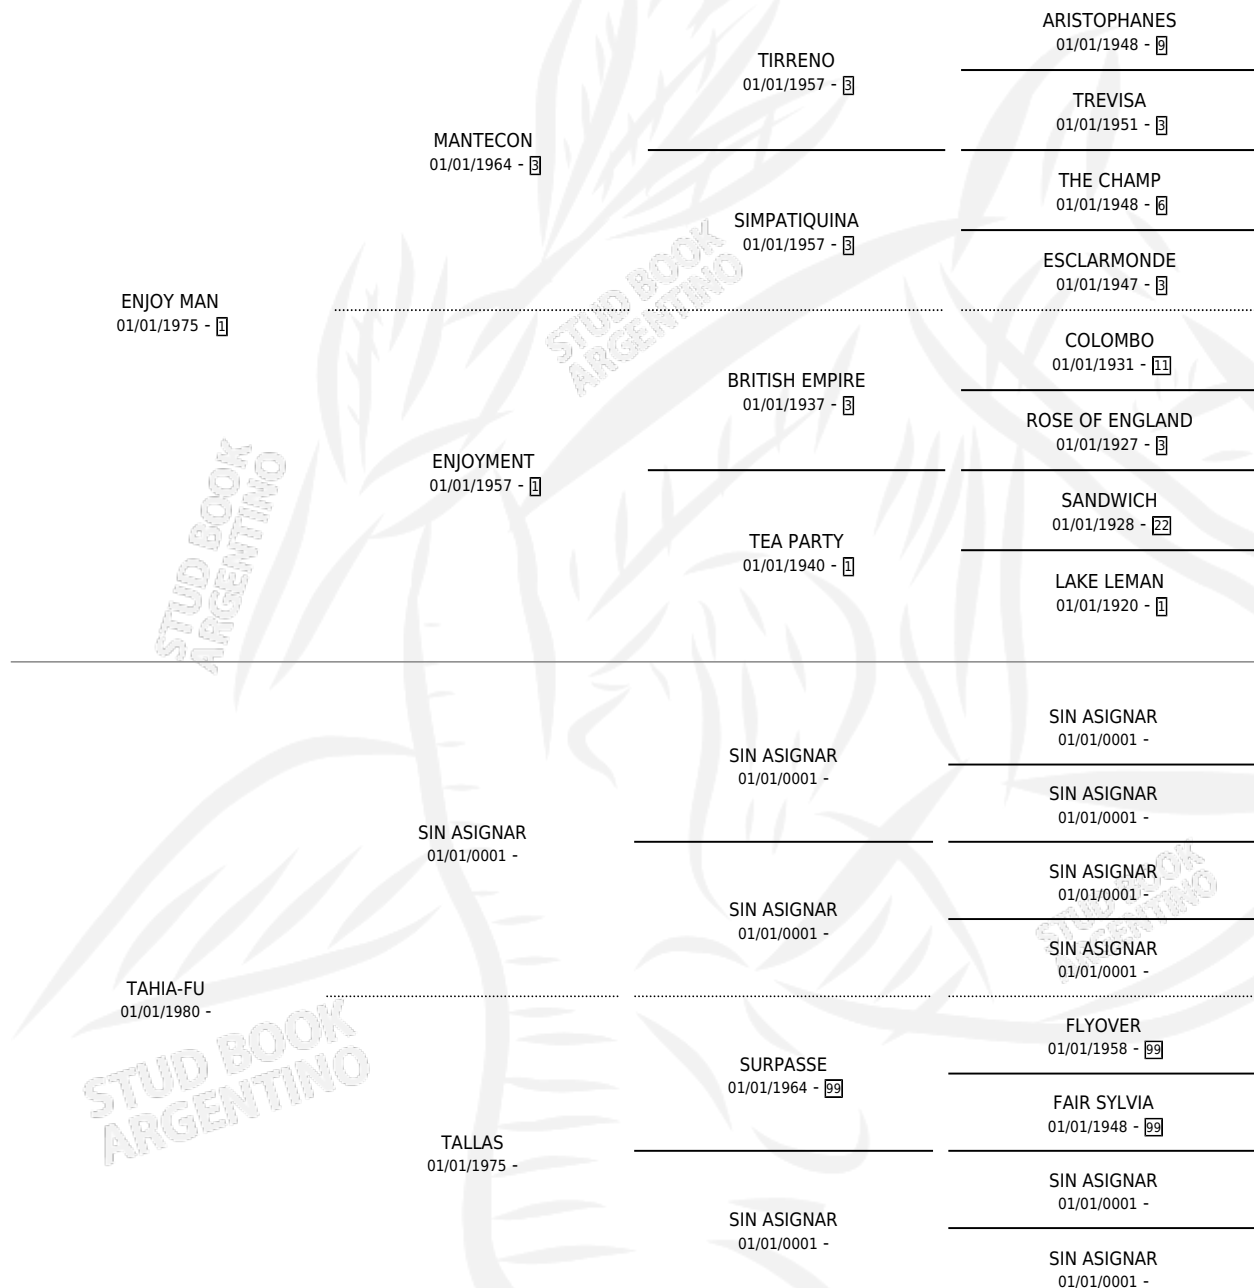 ARISTOPHANES
01/01/1948 - 9
TIRRENO
01/01/1957 - 3
TREVISA
01/01/1951 - 3
MANTECON
01/01/1964 - 3
THE CHAMP
01/01/1948 - 6
SIMPATIQUINA
01/01/1957 - 3
ESCLARMONDE
01/01/1947 - 3
ENJOY MAN
01/01/1975 - 1
COLOMBO
01/01/1931 - 11
BRITISH EMPIRE
01/01/1937 - 3
ROSE OF ENGLAND
01/01/1927 - 3
ENJOYMENT
01/01/1957 - 1
SANDWICH
01/01/1928 - 22
TEA PARTY
01/01/1940 - 1
LAKE LEMAN
01/01/1920 - 1
SIN ASIGNAR
01/01/0001 -
SIN ASIGNAR
01/01/0001 -
SIN ASIGNAR
01/01/0001 -
SIN ASIGNAR
01/01/0001 -
SIN ASIGNAR
01/01/0001 -
SIN ASIGNAR
01/01/0001 -
SIN ASIGNAR
01/01/0001 -
TAHIA-FU
01/01/1980 -
FLYOVER
01/01/1958 - 99
SURPASSE
01/01/1964 - 99
FAIR SYLVIA
01/01/1948 - 99
TALLAS
01/01/1975 -
SIN ASIGNAR
01/01/0001 -
SIN ASIGNAR
01/01/0001 -
SIN ASIGNAR
01/01/0001 -
STUD BOOK
ARGENTINO
STUD BOOK
ARGENTINO
STUD BOOK
ARGENTINO
STUD BOOK
ARGENTINO